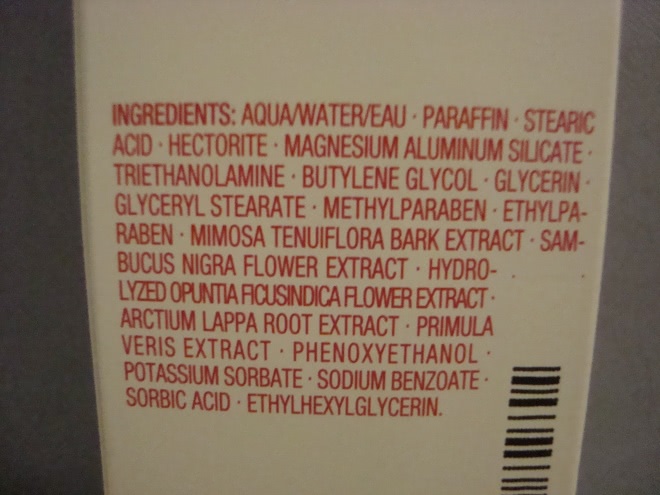 INGREDIENTS: AQUA/WATER/EAU · PARAFFIN · STEARIC
ACID · HECTORITE · MAGNESIUM ALUMINUM SILICATE ·
TRIETHANOLAMINE · BUTYLENE GLYCOL · GLYCERIN ·
GLYCERYL STEARATE · METHYLPARABEN · ETHYLPA-
RABEN · MIMOSA TENUIFLORA BARK EXTRACT · SAM-
BUCUS NIGRA FLOWER EXTRACT · HYDRO-
LYZED OPUNTIA FICUSINDICA FLOWER EXTRACT ·
ARCTIUM LAPPA ROOT EXTRACT · PRIMULA
VERIS EXTRACT · PHENOXYETHANOL ·
POTASSIUM SORBATE · SODIUM BENZOATE ·
SORBIC ACID · ETHYLHEXYLGLYCERIN.